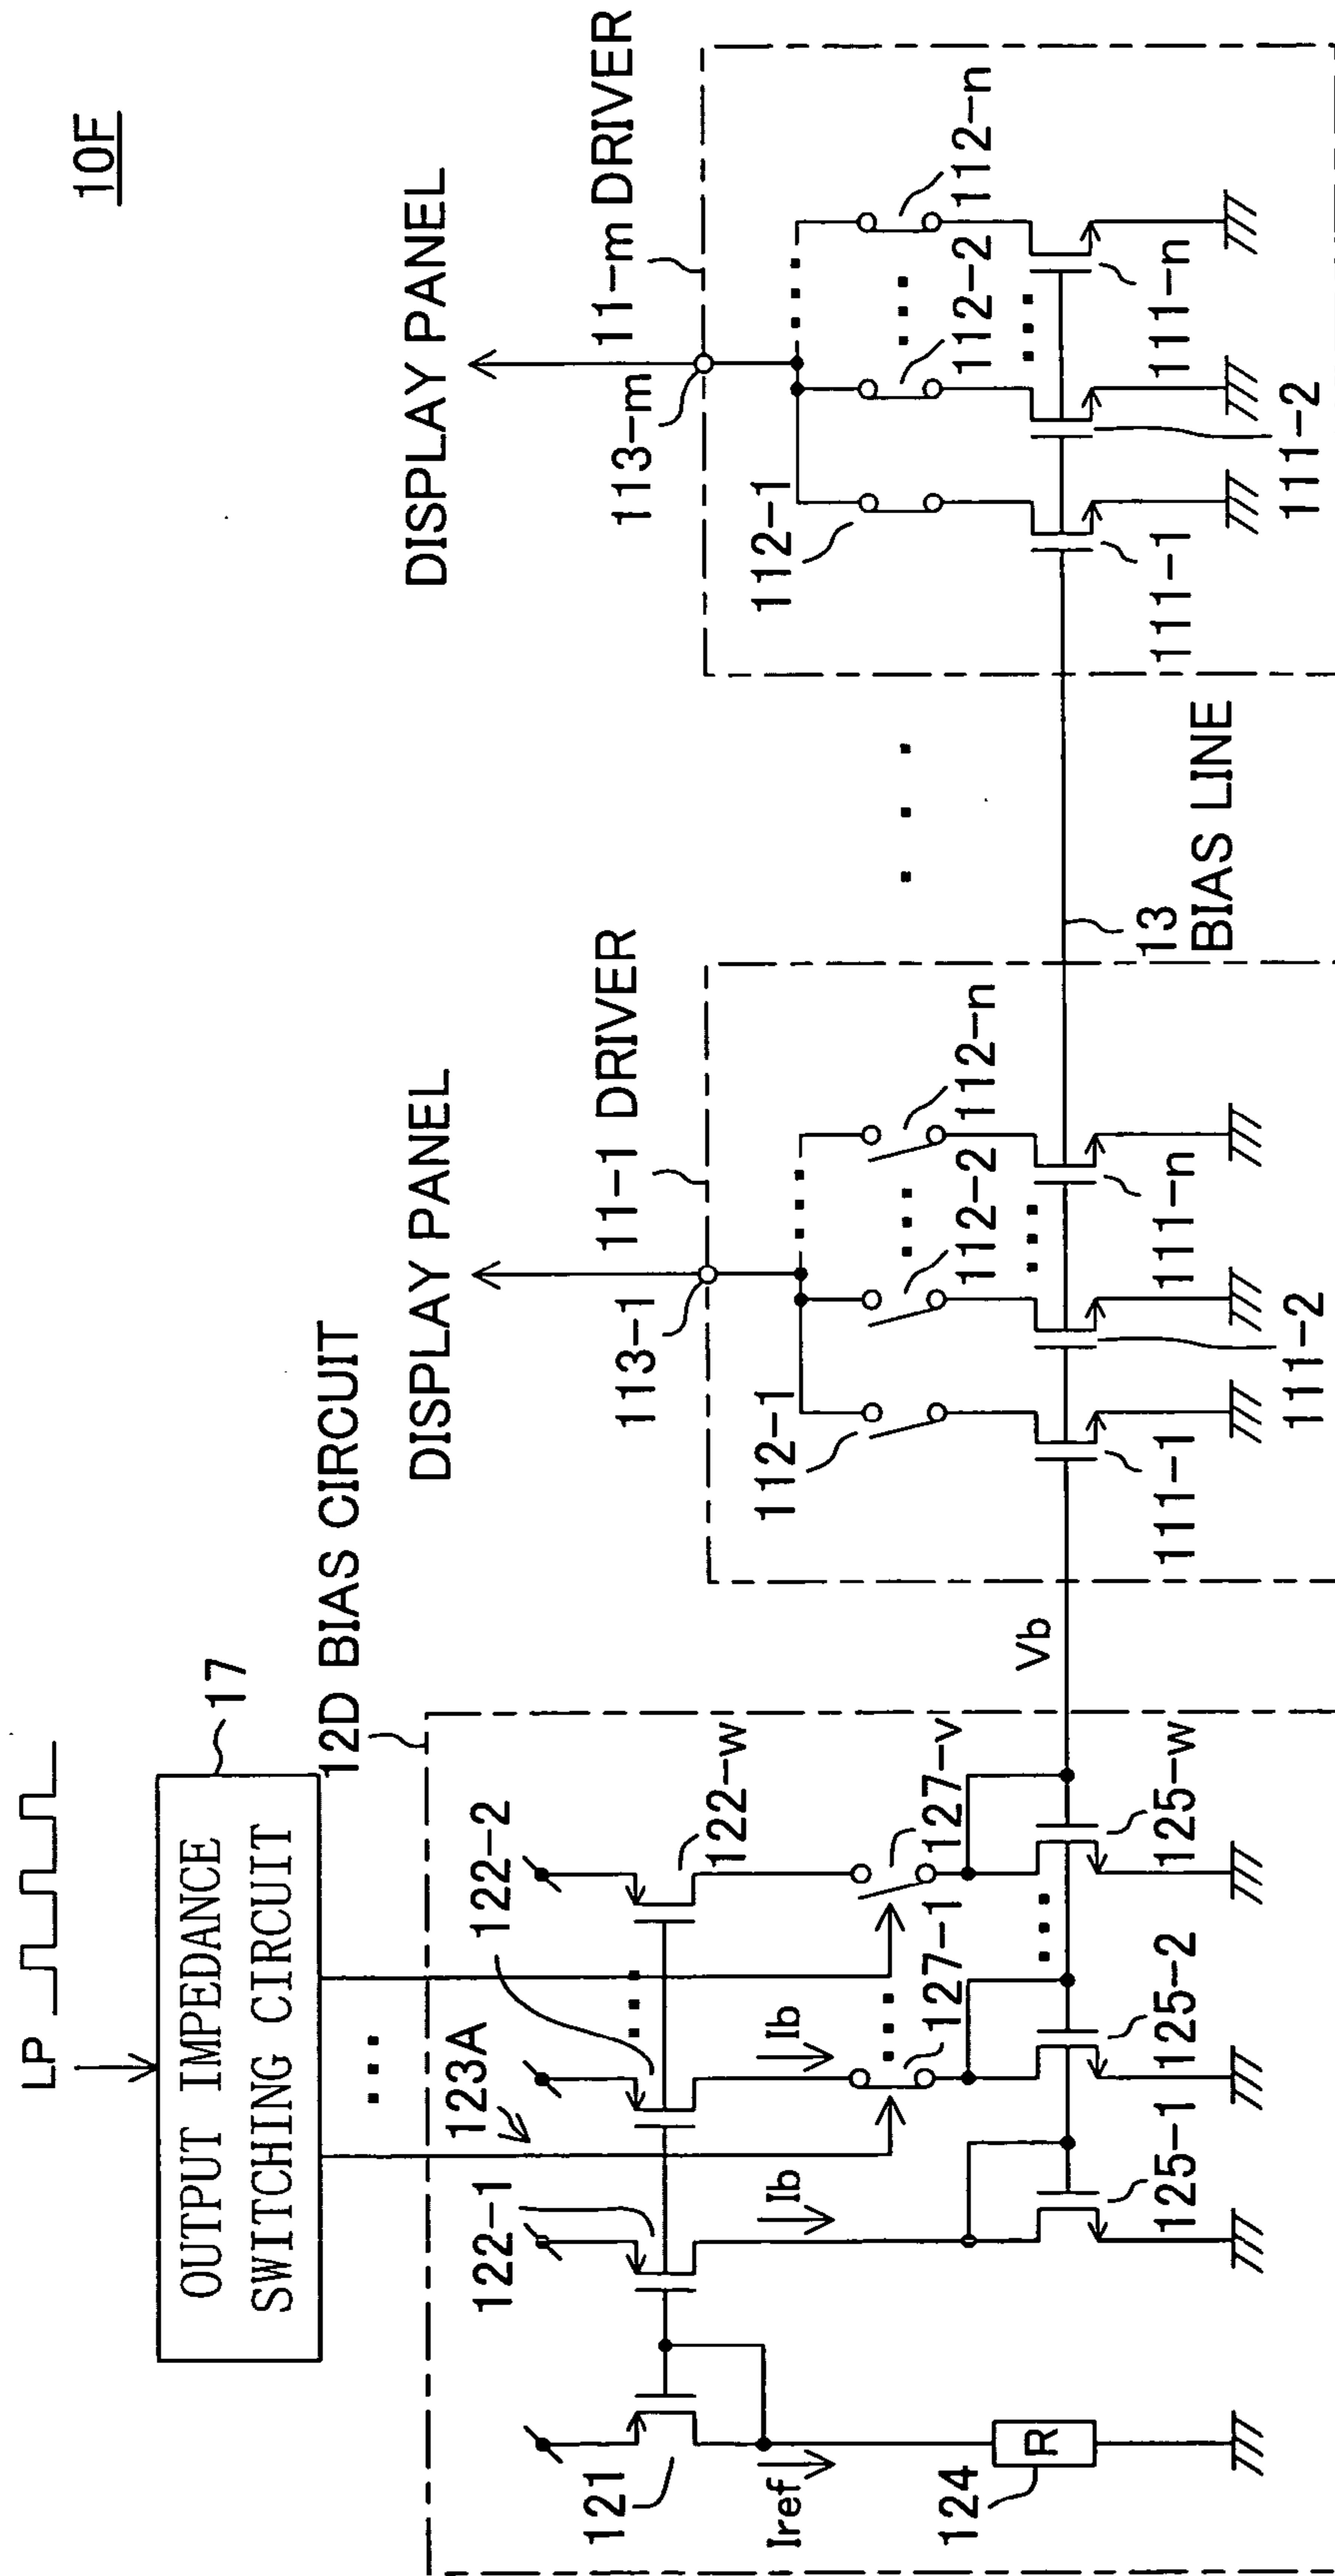 10F
LP
OUTPUT IMPEDANCE
SWITCHING CIRCUIT
17
12D BIAS CIRCUIT
123A
121
122-1
122-2
122-w
Iref
Ib
Ib
127-1
127-v
124
R
125-1
125-2
125-w
Vb
DISPLAY PANEL
113-1
11-1 DRIVER
112-1
112-2
112-n
111-1
111-2
111-n
13
BIAS LINE
DISPLAY PANEL
113-m
11-m DRIVER
112-1
112-2
112-n
111-1
111-2
111-n